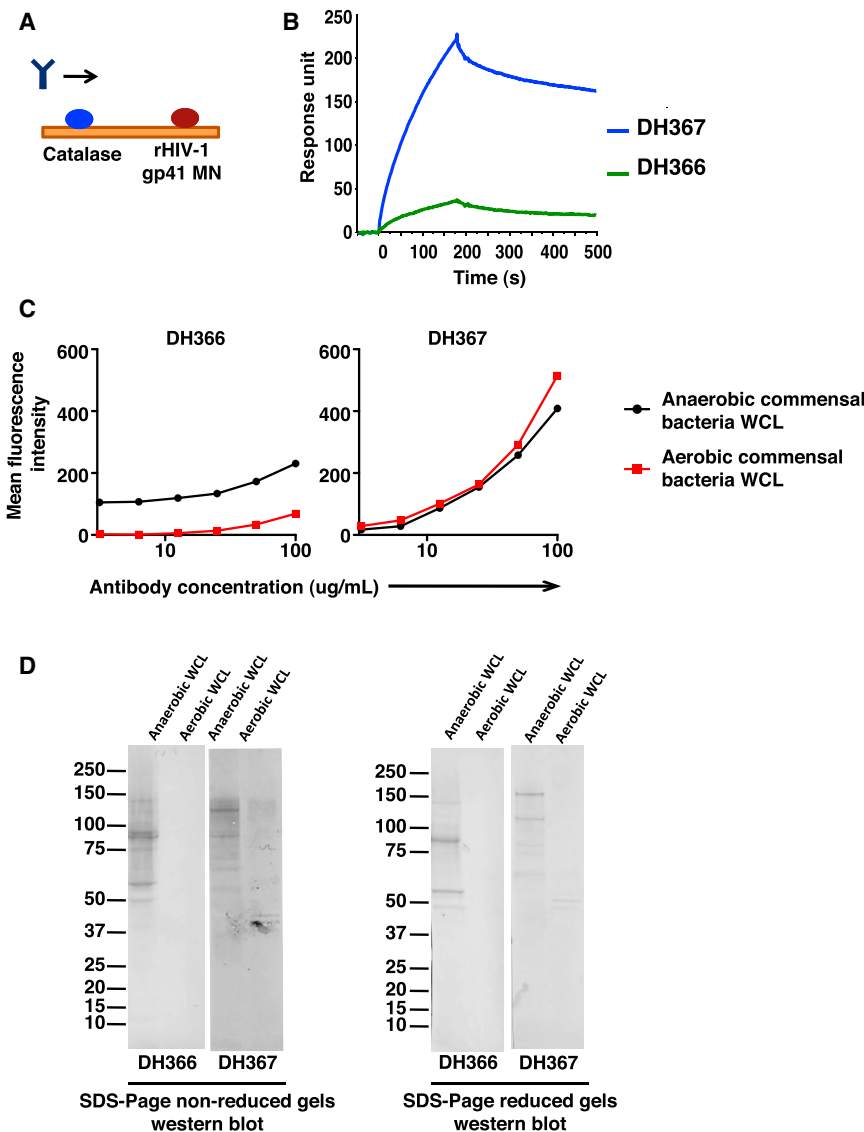 A
Catalase
rHIV-1
gp41 MN
B
Response unit
250
200
150
100
50
0
0 100 200 300 400 500
Time (s)
DH367
DH366
C
DH366
DH367
Mean fluorescence
intensity
600
400
200
0
10 100
600
400
200
0
10 100
Anaerobic commensal
bacteria WCL
Aerobic commensal
bacteria WCL
Antibody concentration (ug/mL)
D
Anaerobic WCL
Aerobic WCL
Anaerobic WCL
Aerobic WCL
250
150
100
75
50
37
25
20
15
10
DH366 DH367
SDS-Page non-reduced gels
western blot
Anaerobic WCL
Aerobic WCL
Anaerobic WCL
Aerobic WCL
250
150
100
75
50
37
25
20
15
10
DH366 DH367
SDS-Page reduced gels
western blot